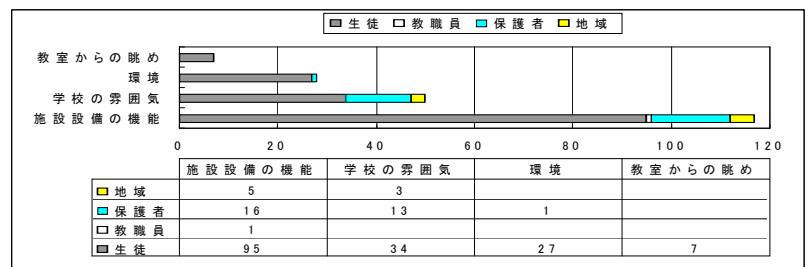 生徒 教職員 保護者 地域
教室からの眺め
環境
学校の雰囲気
施設設備の機能
0 20 40 60 80 100 120
施設設備の機能 学校の雰囲気 環境 教室からの眺め
地域 5 3
保護者 16 13 1
教職員 1
生徒 95 34 27 7